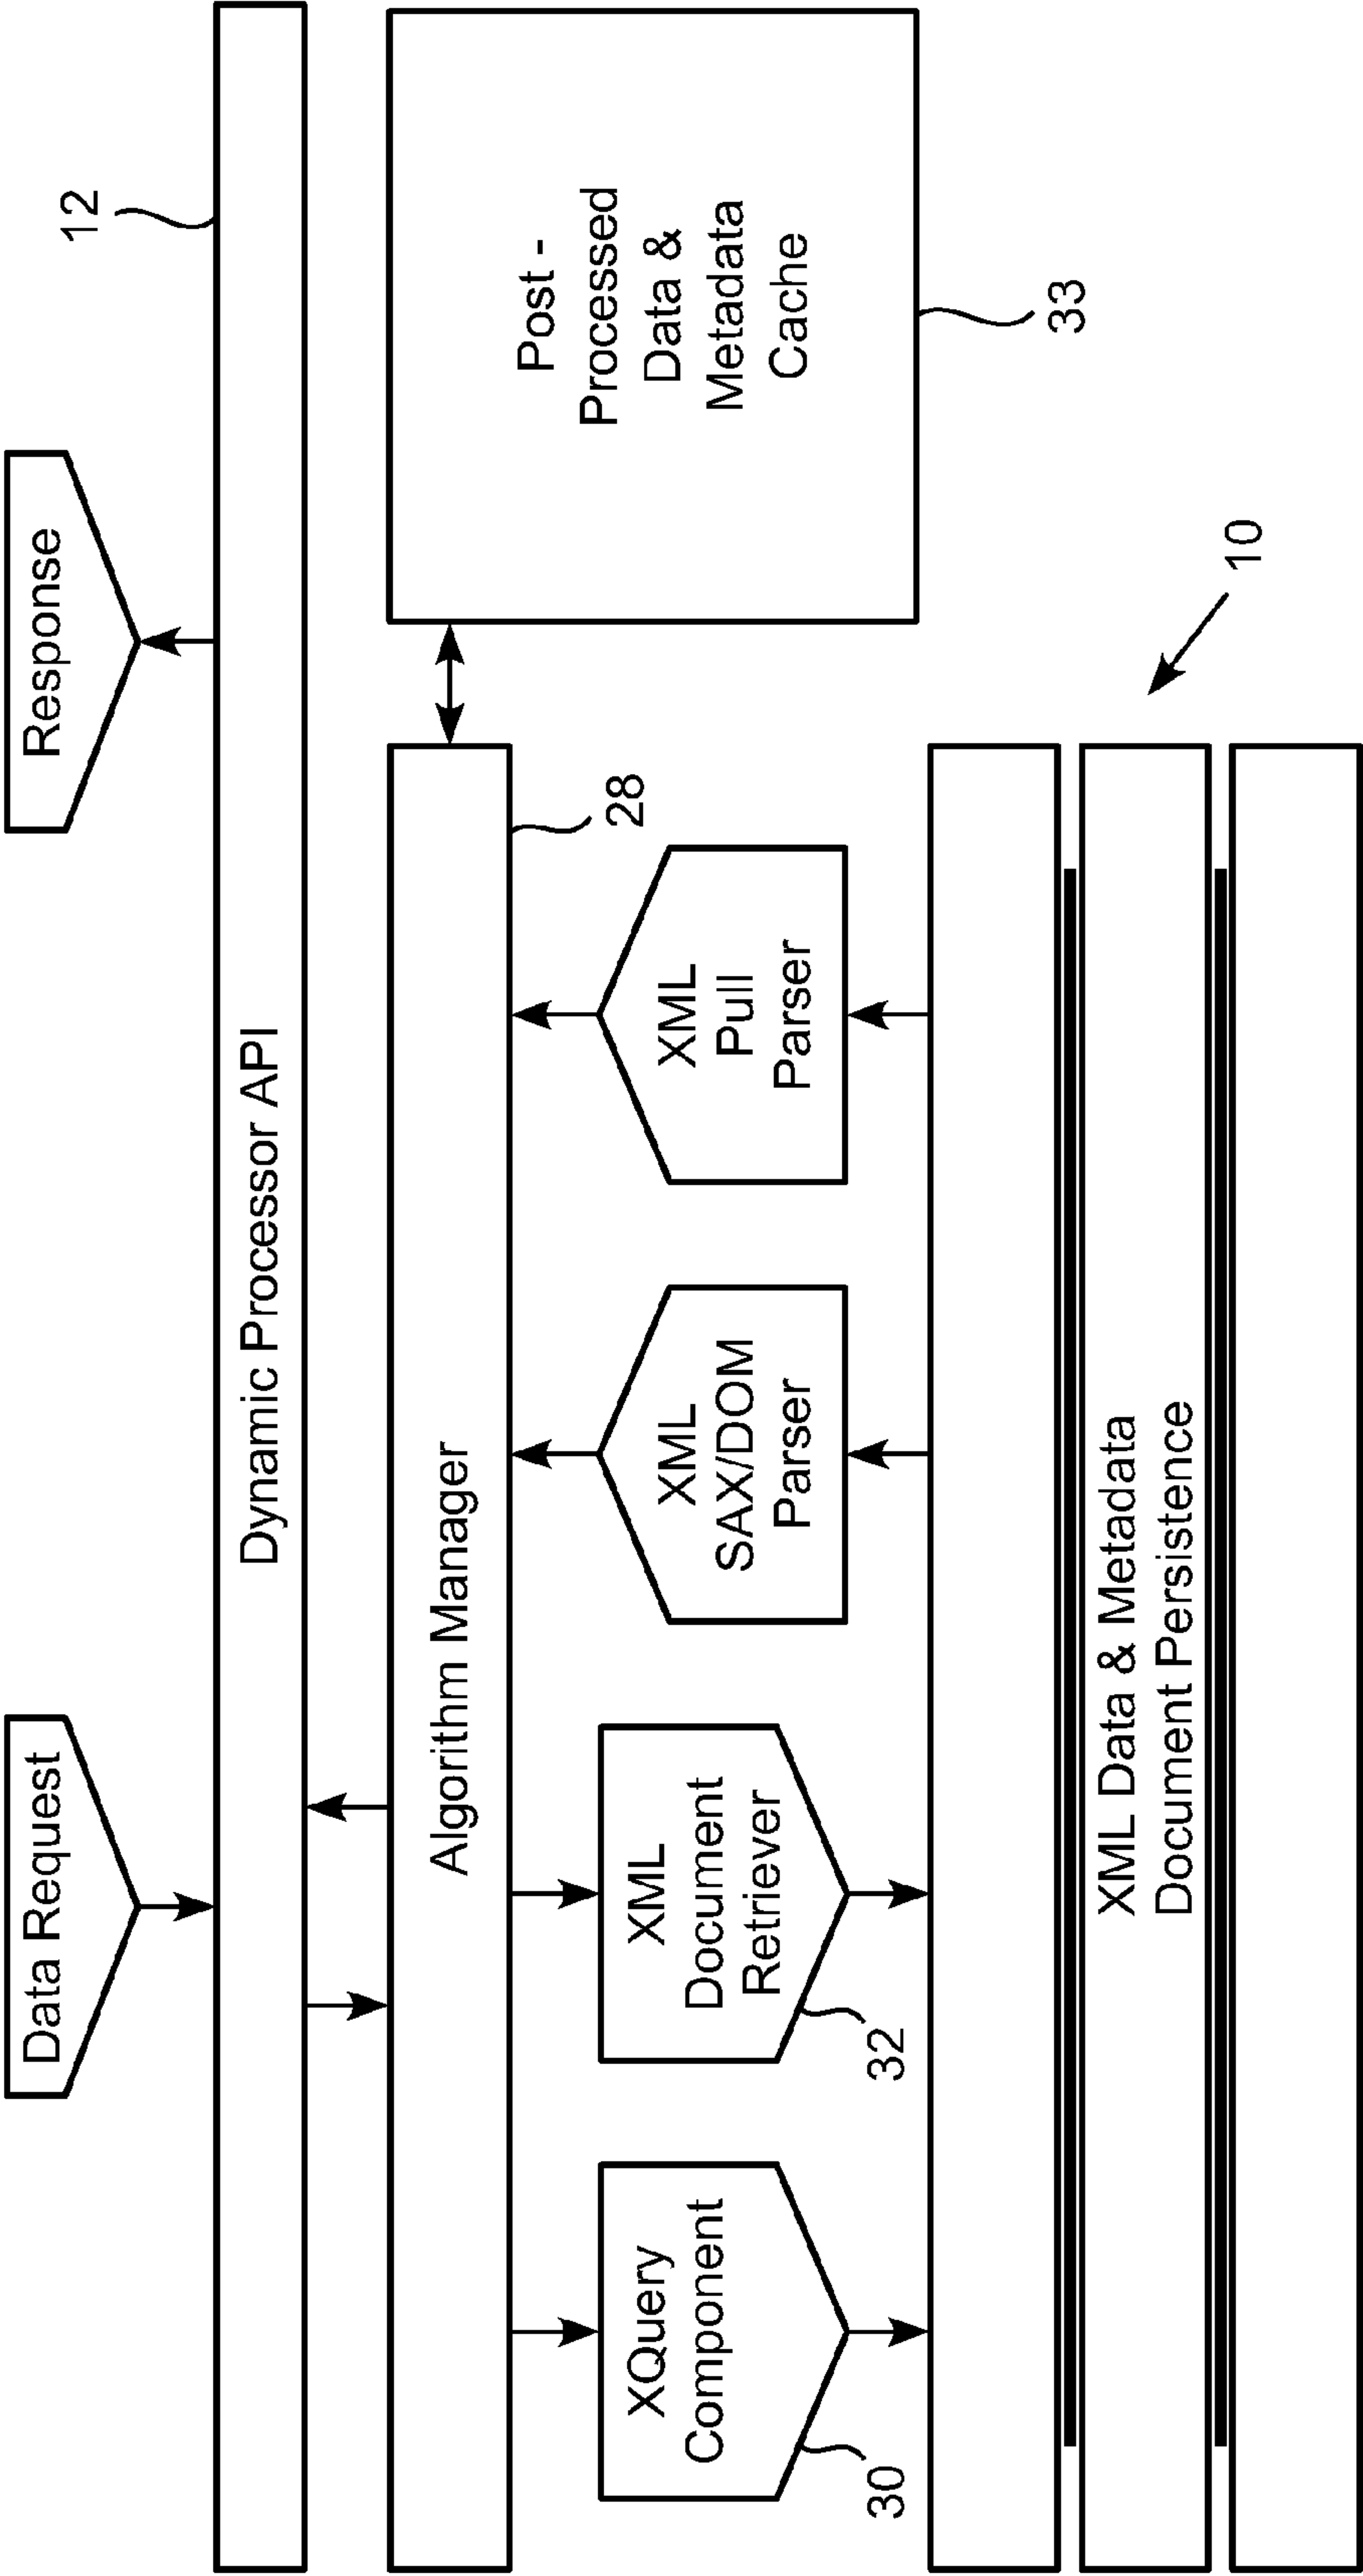 Data Request
Response
12
Dynamic Processor API
Algorithm Manager
28
Post -
Processed
Data &
Metadata
Cache
33
XQuery
Component
30
XML
Document
Retriever
32
XML
SAX/DOM
Parser
XML
Pull
Parser
10
XML Data & Metadata
Document Persistence